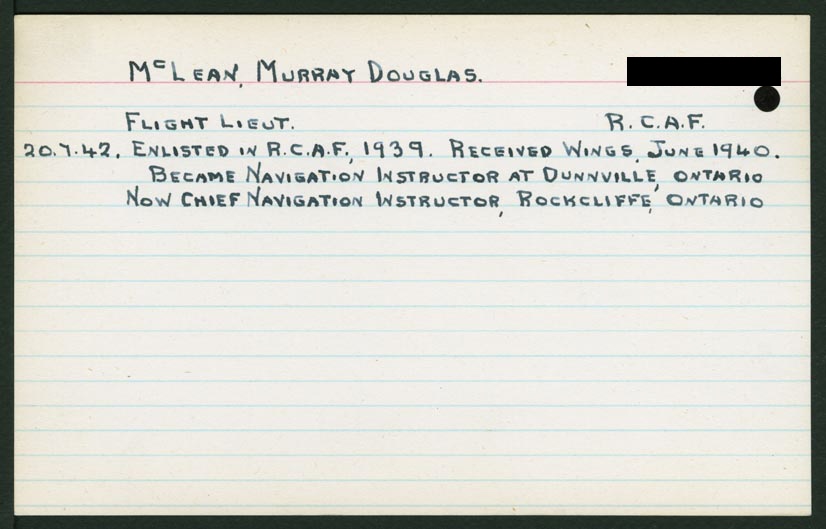 McLEAN, MURRAY DOUGLAS.
FLIGHT LIEUT. R.C.A.F.
20.7.42. ENLISTED IN R.C.A.F., 1939. RECEIVED WINGS, JUNE 1940.
BECAME NAVIGATION INSTRUCTOR AT DUNNVILLE, ONTARIO
NOW CHIEF NAVIGATION INSTRUCTOR, ROCKCLIFFE, ONTARIO